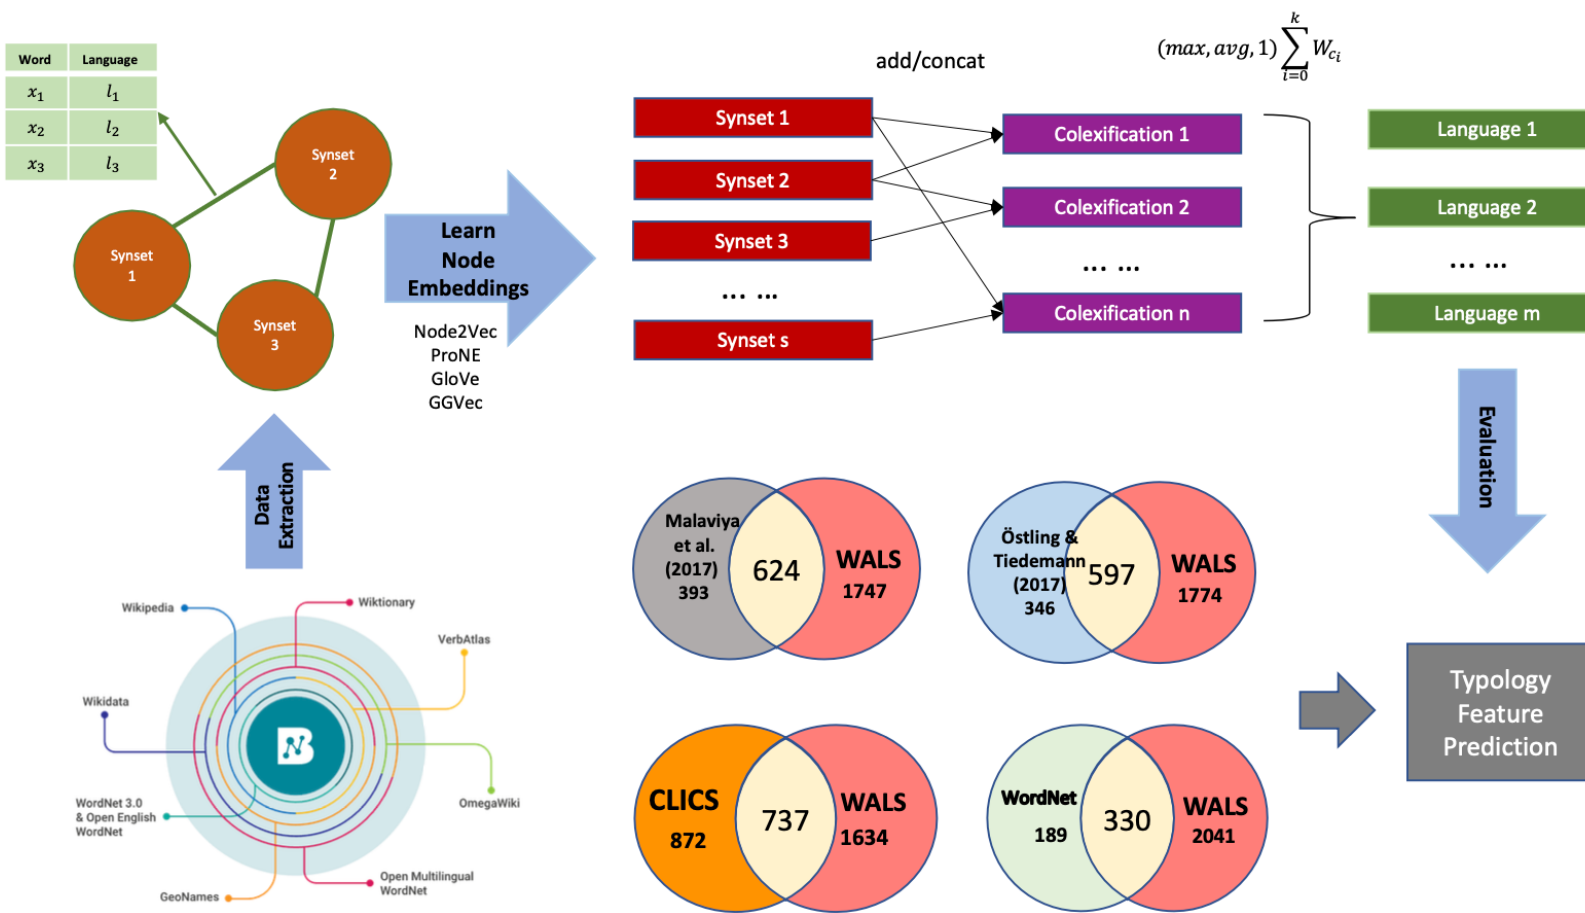 Word Language
x₁ l₁
x₂ l₂
x₃ l₃
Synset
1
Synset
2
Synset
3
Learn
Node
Embeddings
Node2Vec
ProNE
GloVe
GGVec
add/concat
(max, avg, 1) ∑ᵢ₌₀ᵏ W_cᵢ
Synset 1
Synset 2
Synset 3
... ...
Synset s
Colexification 1
Colexification 2
... ...
Colexification n
Language 1
Language 2
... ...
Language m
Data
Extraction
Evaluation
Wikipedia
Wiktionary
VerbAtlas
Wikidata
WordNet 3.0
& Open English
WordNet
OmegaWiki
GeoNames
Open Multilingual
WordNet
B
Malaviya
et al.
(2017)
393
624
WALS
1747
Östling &
Tiedemann
(2017)
346
597
WALS
1774
CLICS
872
737
WALS
1634
WordNet
189
330
WALS
2041
Typology
Feature
Prediction